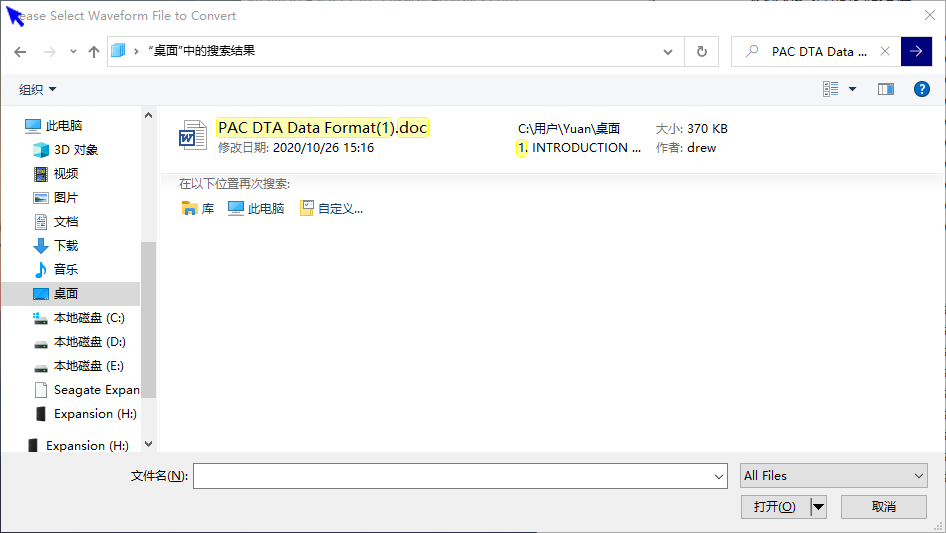 ease Select Waveform File to Convert
“桌面”中的搜索结果
PAC DTA Data ...
组织
此电脑
3D 对象
视频
图片
文档
下载
音乐
桌面
本地磁盘 (C:)
本地磁盘 (D:)
本地磁盘 (E:)
Seagate Expan
Expansion (H:)
Expansion (H:)
PAC DTA Data Format(1).doc
修改日期: 2020/10/26 15:16
C:\用户\Yuan\桌面
1. INTRODUCTION ...
大小: 370 KB
作者: drew
在以下位置再次搜索:
库
此电脑
自定义...
文件名(N):
All Files
打开(O)
取消